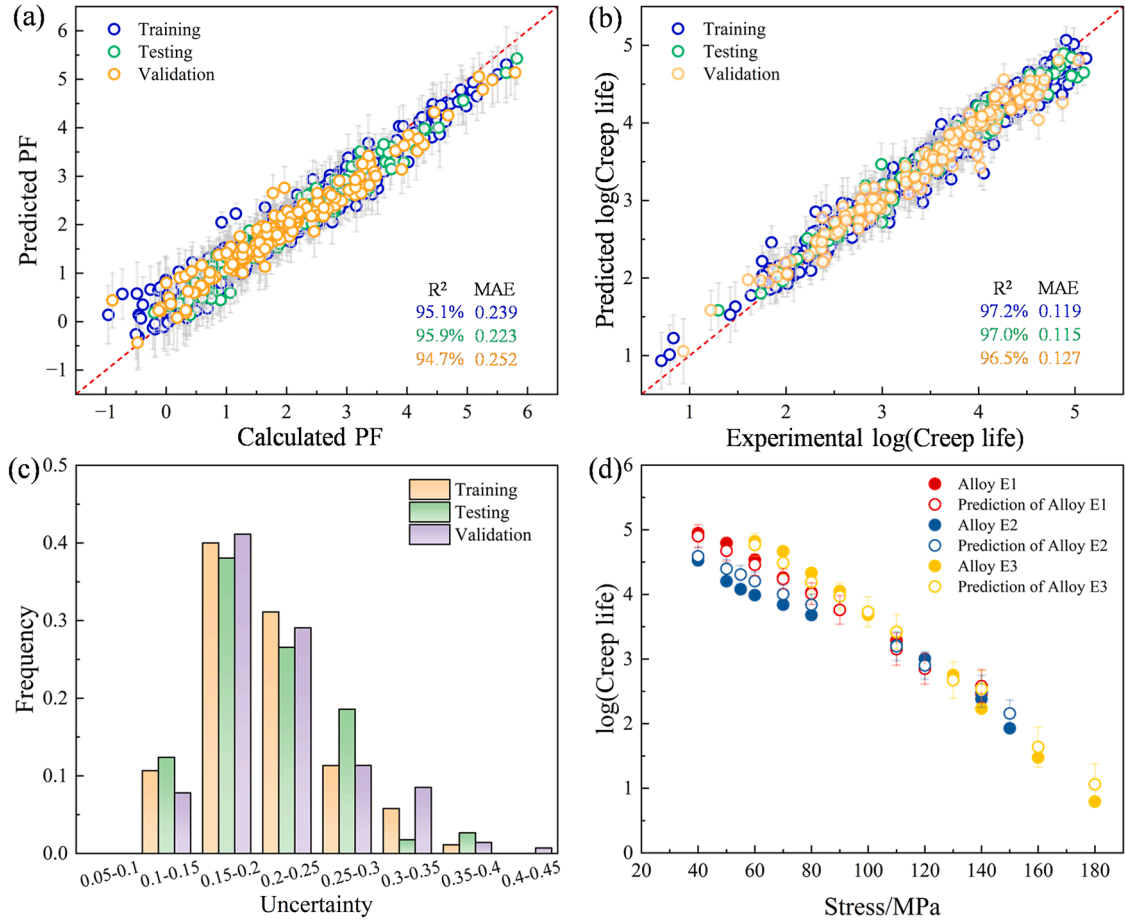 (a)
Training
Testing
Validation
R² MAE
95.1% 0.239
95.9% 0.223
94.7% 0.252
6
5
4
3
2
1
0
−1
−1 0 1 2 3 4 5 6
Predicted PF
Calculated PF
(b)
Training
Testing
Validation
R² MAE
97.2% 0.119
97.0% 0.115
96.5% 0.127
5
4
3
2
1
1 2 3 4 5
Predicted log(Creep life)
Experimental log(Creep life)
(c)
Training
Testing
Validation
0.5
0.4
0.3
0.2
0.1
0.0
0.05-0.1 0.1-0.15 0.15-0.2 0.2-0.25 0.25-0.3 0.3-0.35 0.35-0.4 0.4-0.45
Frequency
Uncertainty
(d)
Alloy E1
Prediction of Alloy E1
Alloy E2
Prediction of Alloy E2
Alloy E3
Prediction of Alloy E3
6
5
4
3
2
1
0
20 40 60 80 100 120 140 160 180
log(Creep life)
Stress/MPa